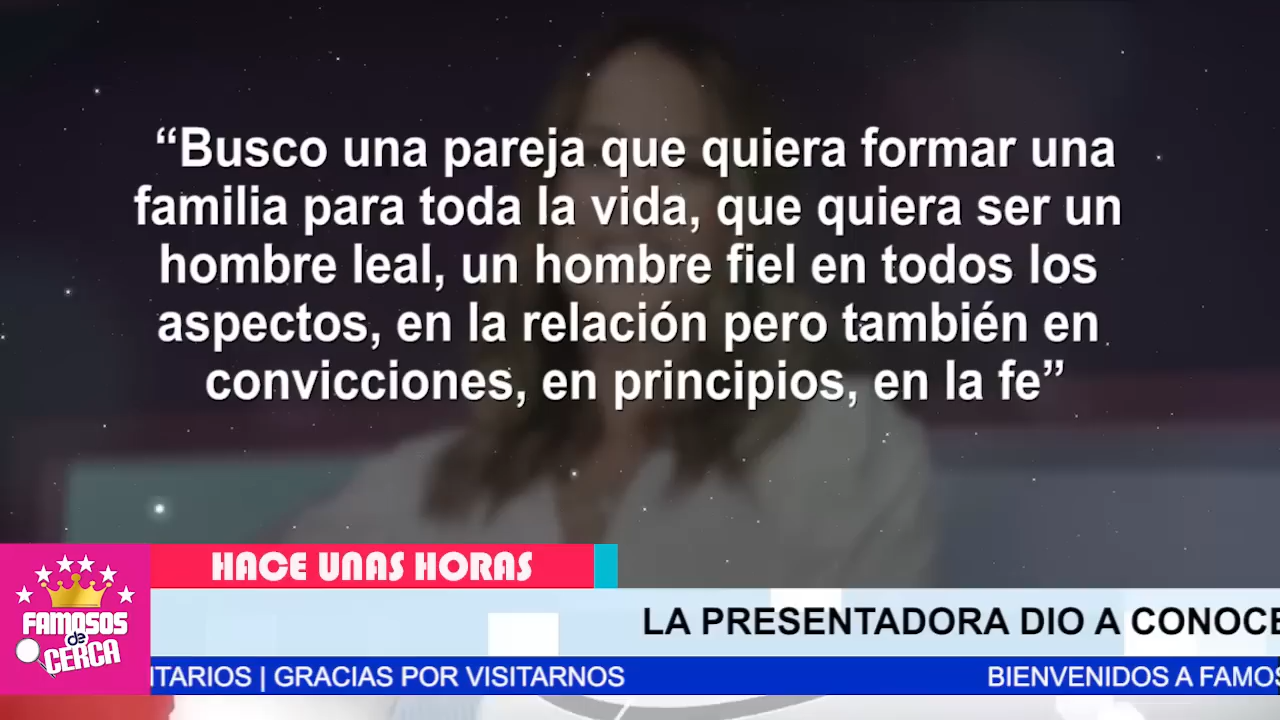 “Busco una pareja que quiera formar una
familia para toda la vida, que quiera ser un
hombre leal, un hombre fiel en todos los
aspectos, en la relación pero también en
convicciones, en principios, en la fe”
HACE UNAS HORAS
FAMOSOS
de
CERCA
LA PRESENTADORA DIO A CONOCE
ITARIOS | GRACIAS POR VISITARNOS
BIENVENIDOS A FAMOS